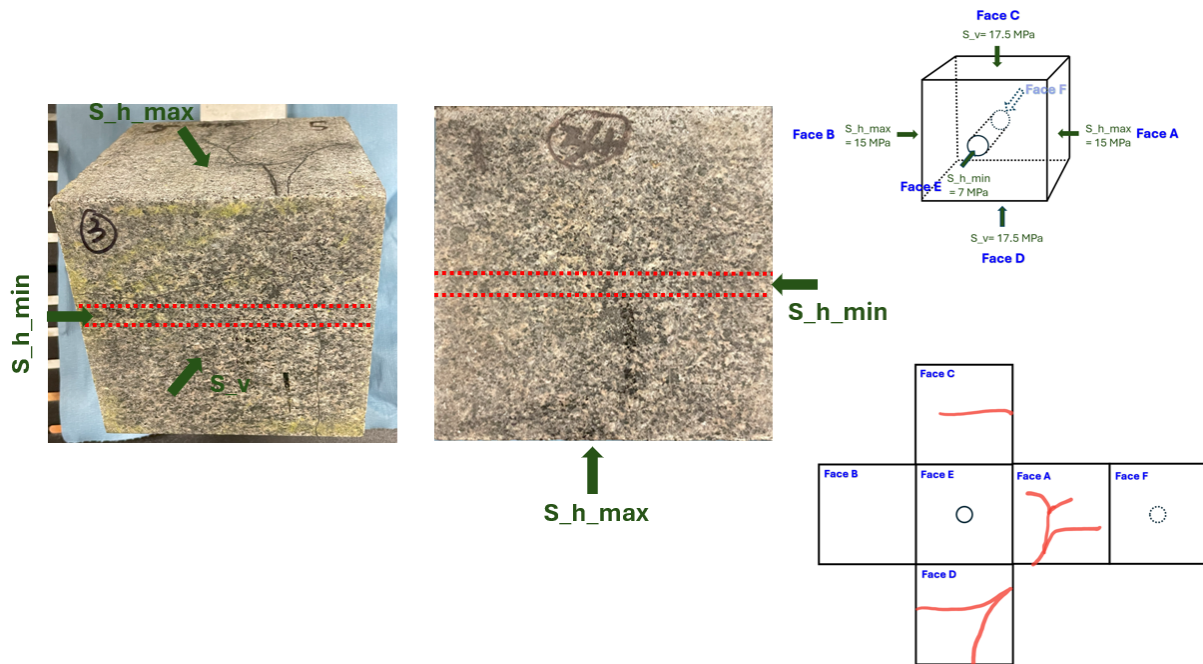 S_h_max
3
S_h_min
S_v
S_h_min
S_h_max
Face C
S_v= 17.5 MPa
Face F
Face B
S_h_max
= 15 MPa
S_h_max
= 15 MPa
Face A
S_h_min
= 7 MPa
Face E
S_v= 17.5 MPa
Face D
Face C
Face B
Face E
Face A
Face F
Face D